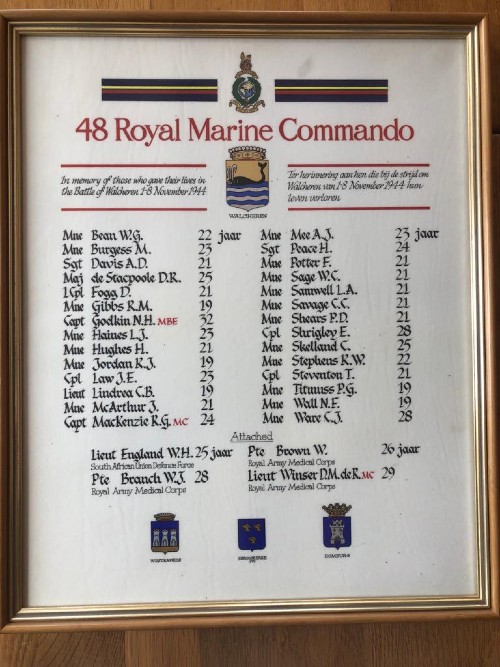 48 Royal Marine Commando
In memory of those who gave their lives in
the Battle of Walcheren 1-8 November 1944
Ter herinnering aan hen die bij de strijd om
Walcheren van 1-8 November 1944 hun
leven verloren
WALCHEREN
Mne Bean W.G. 22 jaar
Mne Burgess M. 23
Sgt Davis A.D. 21
Maj de Stacpoole D.R. 25
LCpl Fogg D. 21
Mne Gibbs R.M. 19
Capt Godkin N.H. MBE 32
Mne Haines L.J. 23
Mne Hughes H. 21
Mne Jordan K.J. 19
Cpl Law J.E. 23
Lieut Lindrea C.B. 19
Mne McArthur J. 21
Capt Mackenzie R.G. MC 24
Mne Mee A.J. 23 jaar
Sgt Peace H. 24
Mne Potter F. 21
Mne Sage W.C. 21
Mne Samwell L.A. 21
Mne Savage C.C. 21
Mne Shears P.D. 21
Cpl Shrigley E. 28
Mne Skelland C. 25
Mne Stephens K.W. 22
Cpl Steventon T. 21
Mne Titmuss P.G. 19
Mne Wall N.F. 19
Mne Ware C.J. 28
Attached
Lieut England W.H. 25 jaar
South African Union Defence Force
Pte Branch W.J. 28
Royal Army Medical Corps
Pte Brown W. 26 jaar
Royal Army Medical Corps
Lieut Winser D.M. de R. MC 29
Royal Army Medical Corps
WESTKAPELLE